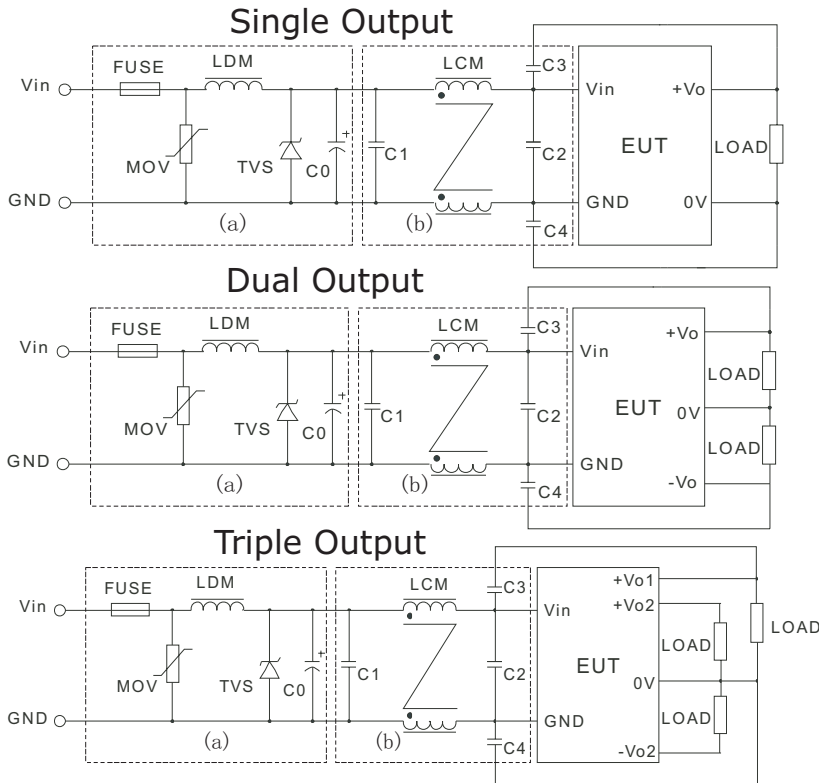 Single Output
FUSE
LDM
LCM
C3
Vin
Vin
+Vo
MOV
TVS
C0
+
C1
C2
EUT
LOAD
GND
GND
0V
(a)
(b)
C4
Dual Output
FUSE
LDM
LCM
C3
Vin
Vin
+Vo
LOAD
MOV
TVS
C0
+
C1
C2
EUT
0V
LOAD
GND
GND
(a)
(b)
C4
-Vo
Triple Output
FUSE
LDM
LCM
C3
+Vo1
Vin
Vin
+Vo2
LOAD
LOAD
MOV
TVS
C0
+
C1
C2
EUT
0V
LOAD
GND
GND
(a)
(b)
C4
-Vo2